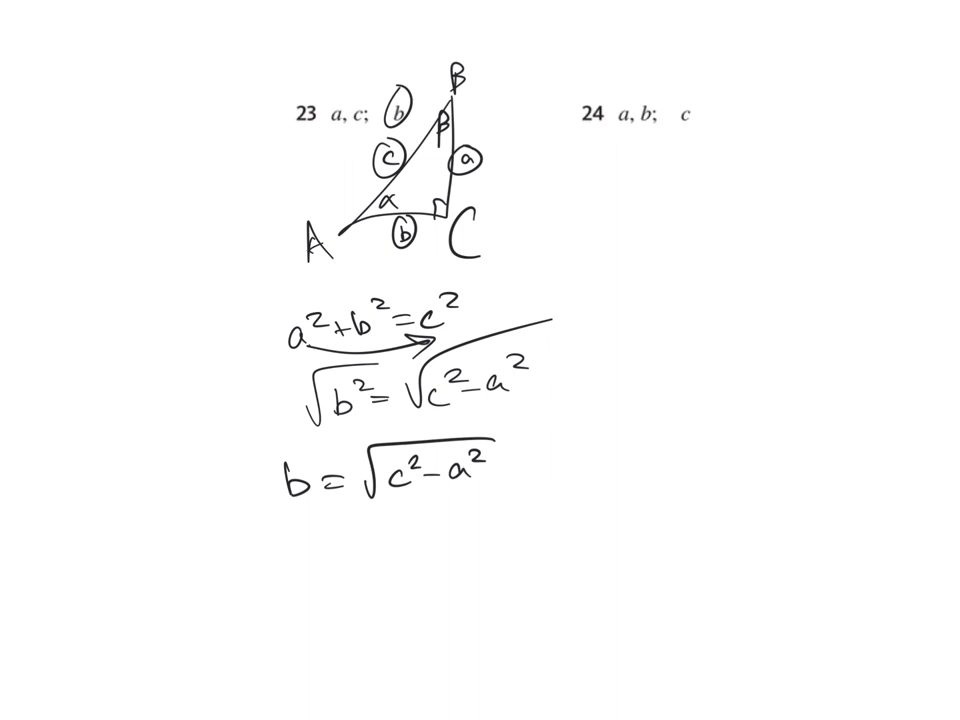 23 a, c; b
24 a, b; c
B
β
c
a
α
b
A
C
a²+b²=c²
√b²=√c²-a²
b=√c²-a²